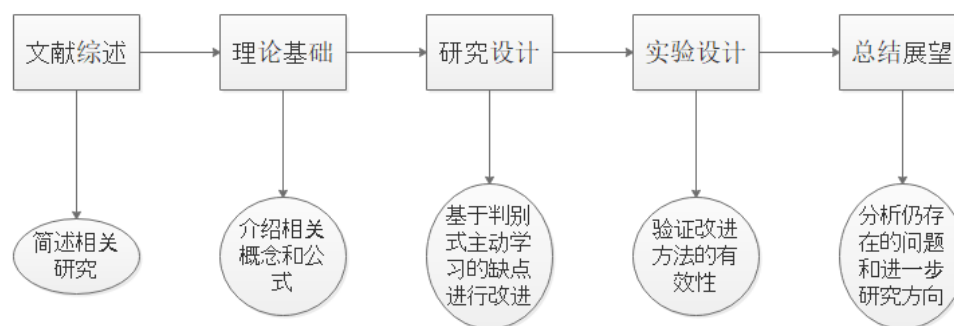 文献综述
理论基础
研究设计
实验设计
总结展望
简述相关
研究
介绍相关
概念和公
式
基于判别
式主动学
习的缺点
进行改进
验证改进
方法的有
效性
分析仍存
在的问题
和进一步
研究方向